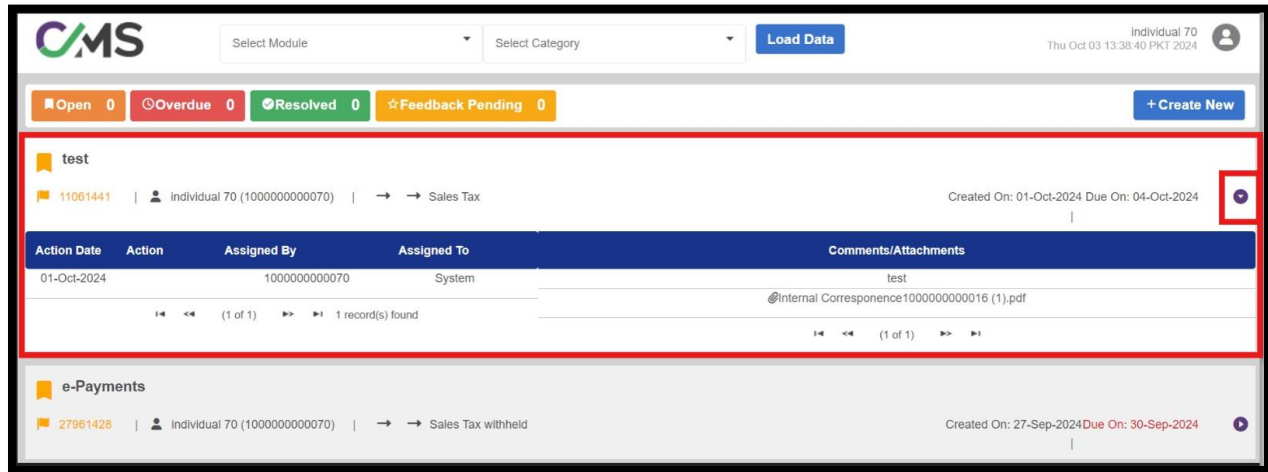 CMS
Select Module
Select Category
Load Data
individual 70
Thu Oct 03 13:38:40 PKT 2024
Open 0
Overdue 0
Resolved 0
Feedback Pending 0
+ Create New
test
11061441 | individual 70 (1000000000070) | → → Sales Tax
Created On: 01-Oct-2024 Due On: 04-Oct-2024
|
Action Date Action Assigned By Assigned To Comments/Attachments
01-Oct-2024 1000000000070 System test
Internal Corresponence1000000000016 (1).pdf
(1 of 1) 1 record(s) found
(1 of 1)
e-Payments
27961428 | individual 70 (1000000000070) | → → Sales Tax withheld
Created On: 27-Sep-2024Due On: 30-Sep-2024
|